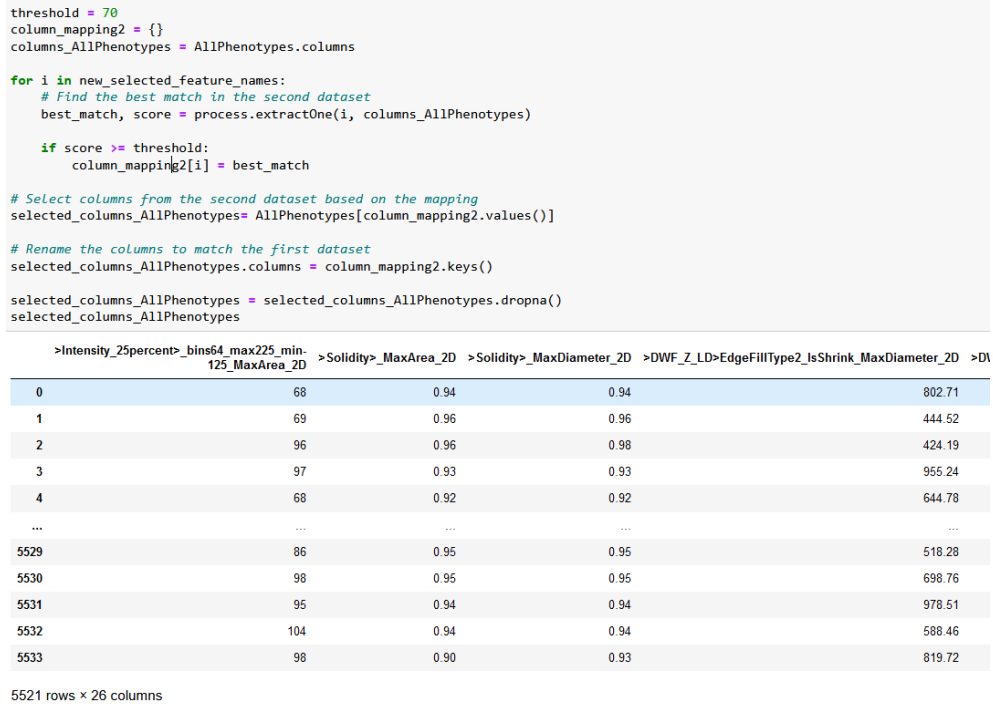 threshold = 70
column_mapping2 = {}
columns_AllPhenotypes = AllPhenotypes.columns
for i in new_selected_feature_names:
# Find the best match in the second dataset
best_match, score = process.extractOne(i, columns_AllPhenotypes)
if score >= threshold:
column_mapping2[i] = best_match
# Select columns from the second dataset based on the mapping
selected_columns_AllPhenotypes= AllPhenotypes[column_mapping2.values()]
# Rename the columns to match the first dataset
selected_columns_AllPhenotypes.columns = column_mapping2.keys()
selected_columns_AllPhenotypes = selected_columns_AllPhenotypes.dropna()
selected_columns_AllPhenotypes
>Intensity_25percent>_bins64_max225_min-
125_MaxArea_2D >Solidity>_MaxArea_2D >Solidity>_MaxDiameter_2D >DWF_Z_LD>EdgeFillType2_IsShrink_MaxDiameter_2D
0 68 0.94 0.94 802.71
1 69 0.96 0.96 444.52
2 96 0.96 0.98 424.19
3 97 0.93 0.93 955.24
4 68 0.92 0.92 644.78
... ... ... ... ...
5529 86 0.95 0.95 518.28
5530 98 0.95 0.95 698.76
5531 95 0.94 0.94 978.51
5532 104 0.94 0.94 588.46
5533 98 0.90 0.93 819.72
5521 rows × 26 columns